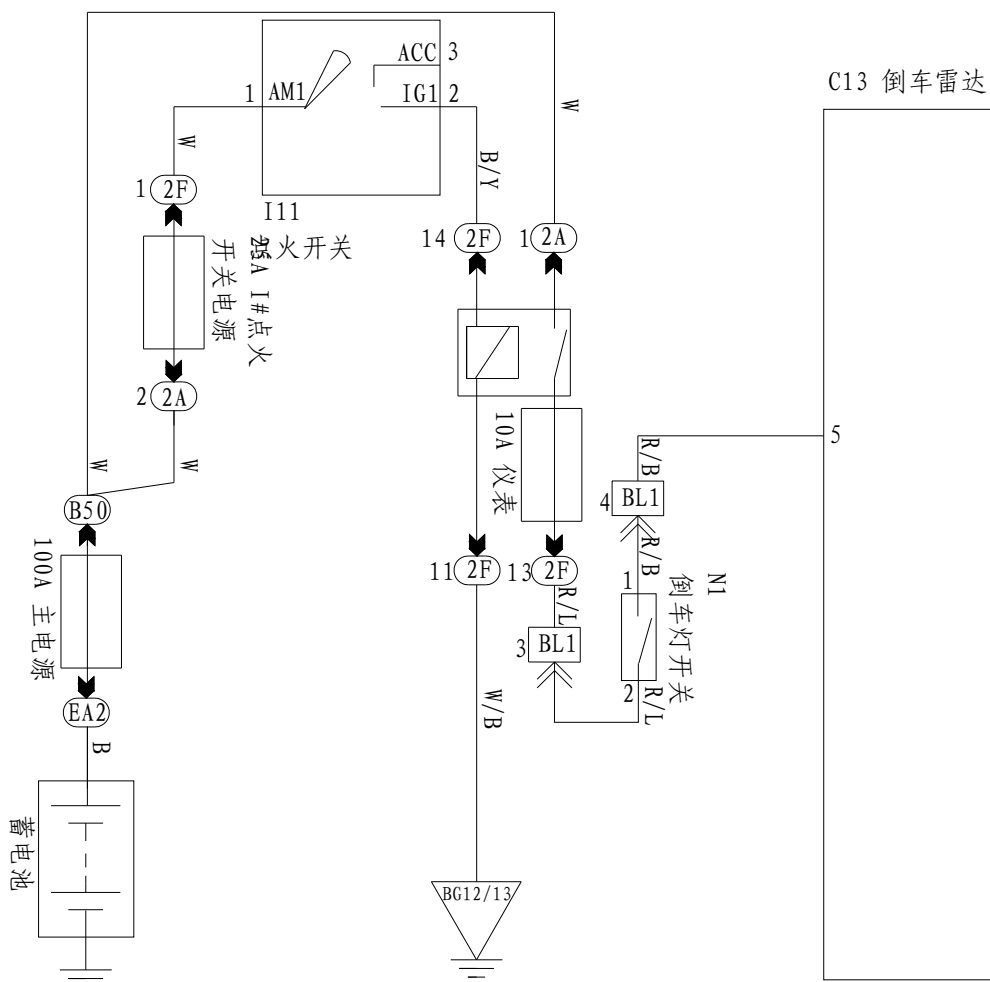 ACC 3
1 AM1
IG1 2
W
C13 倒车雷达
W
B/Y
1 2F
I11
点火开关
25A I#点火
开关电源
14 2F
1 2A
2 2A
10A 仪表
5
R/B
W
W
B50
4 BL1
R/B
100A 主电源
11 2F
13 2F
R/L
1
N1
倒车灯开关
3 BL1
2
R/L
EA2
B
W/B
蓄电池
BG12/13